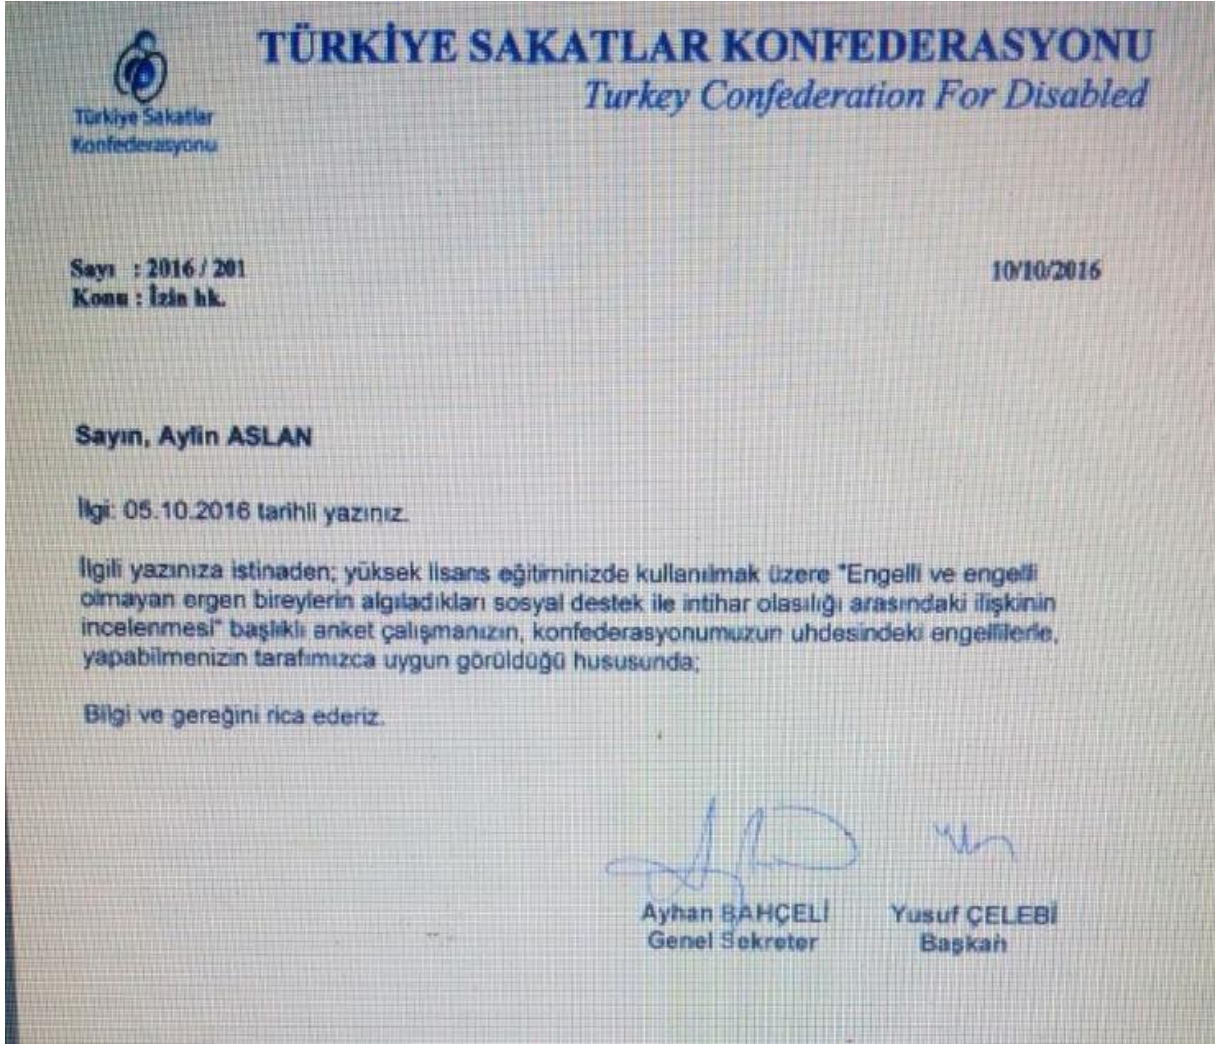 TÜRKİYE SAKATLAR KONFEDERASYONU
Turkey Confederation For Disabled
Türkiye Sakatlar
Konfederasyonu
Sayı : 2016 / 201
10/10/2016
Konu : İzin hk.
Sayın, Aylin ASLAN
İlgi: 05.10.2016 tarihli yazınız.
İlgili yazınıza istinaden; yüksek lisans eğitiminizde kullanılmak üzere "Engelli ve engelli
olmayan ergen bireylerin algıladıkları sosyal destek ile intihar olasılığı arasındaki ilişkinin
incelenmesi" başlıklı anket çalışmanızın, konfederasyonumuzun uhdesindeki engellilerle,
yapabilmenizin tarafımızca uygun görüldüğü hususunda;
Bilgi ve gereğini rica ederiz.
Ayhan BAHÇELİ Yusuf ÇELEBİ
Genel Sekreter Başkan